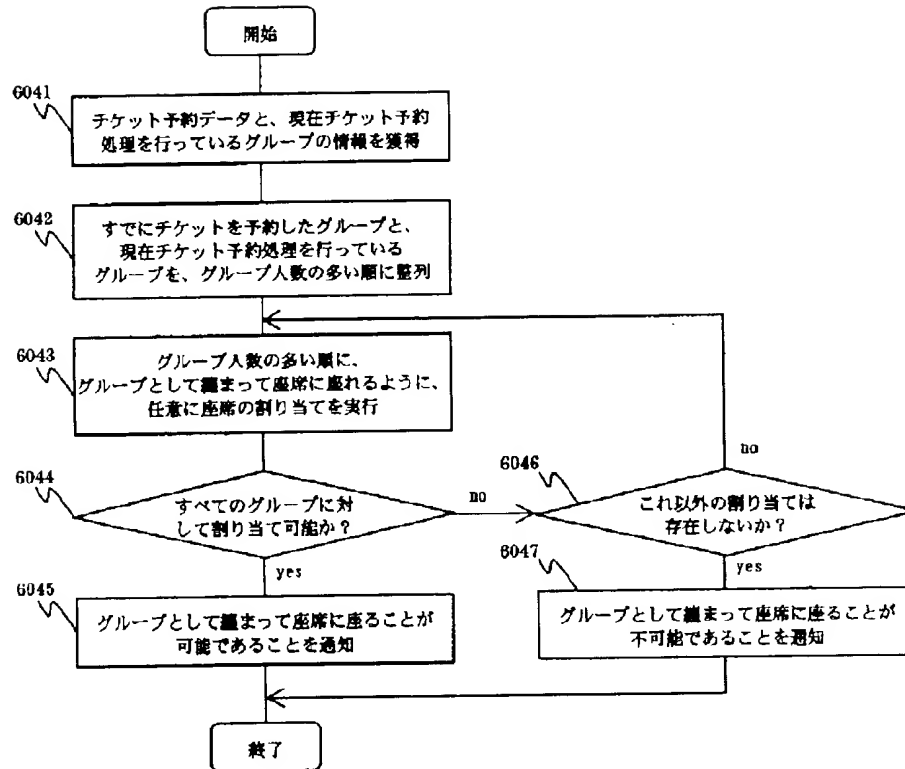 開始
6041
チケット予約データと、現在チケット予約
処理を行っているグループの情報を獲得
6042
すでにチケットを予約したグループと、
現在チケット予約処理を行っている
グループを、グループ人数の多い順に整列
6043
グループ人数の多い順に、
グループとして纏まって座席に座れるように、
任意に座席の割り当てを実行
6044
すべてのグループに対
して割り当て可能か？
no
yes
6046
これ以外の割り当ては
存在しないか？
no
yes
6045
グループとして纏まって座席に座ることが
可能であることを通知
6047
グループとして纏まって座席に座ることが
不可能であることを通知
終了